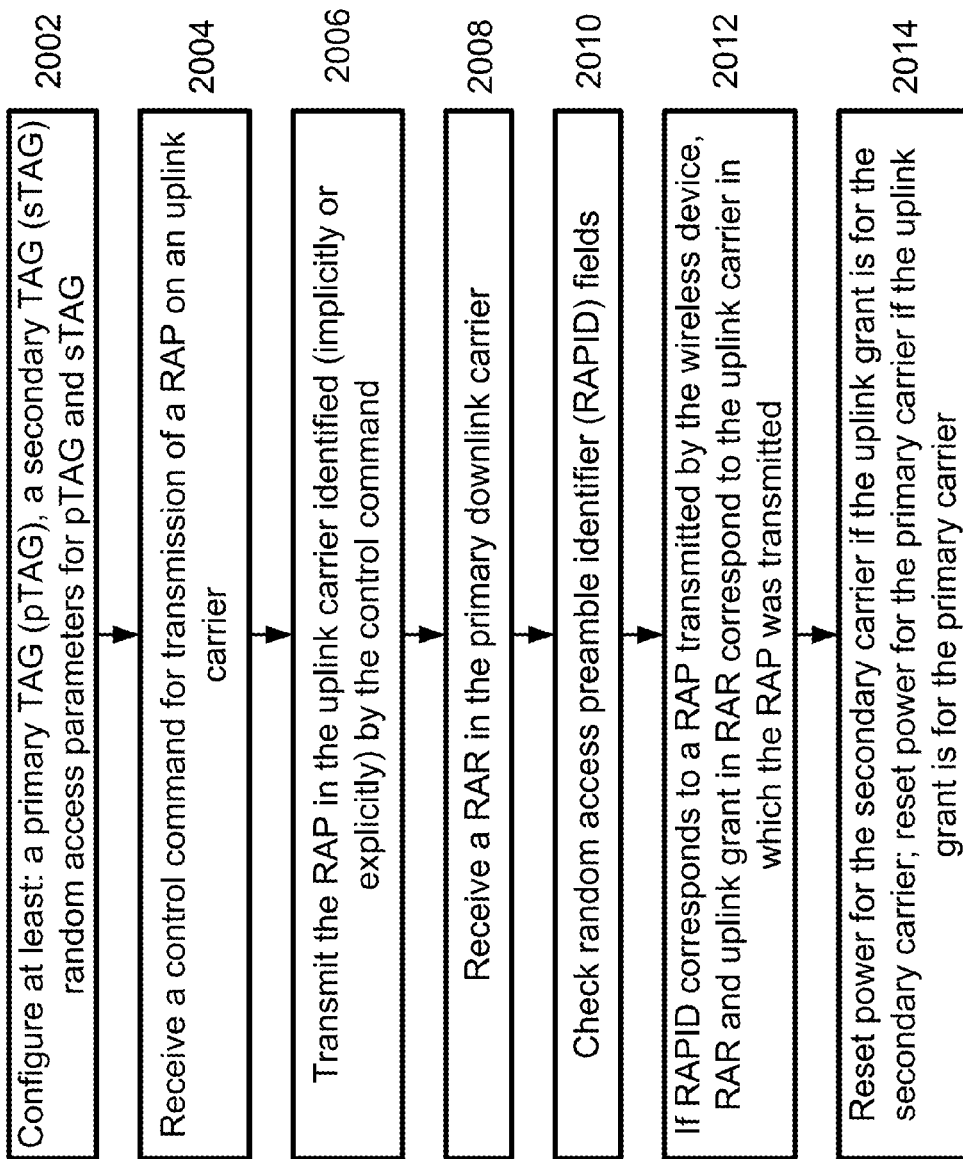 Configure at least: a primary TAG (pTAG), a secondary TAG (sTAG)
random access parameters for pTAG and sTAG
2002
Receive a control command for transmission of a RAP on an uplink
carrier
2004
Transmit the RAP in the uplink carrier identified (implicitly or
explicitly) by the control command
2006
Receive a RAR in the primary downlink carrier
2008
Check random access preamble identifier (RAPID) fields
2010
If RAPID corresponds to a RAP transmitted by the wireless device,
RAR and uplink grant in RAR correspond to the uplink carrier in
which the RAP was transmitted
2012
Reset power for the secondary carrier if the uplink grant is for the
secondary carrier; reset power for the primary carrier if the uplink
grant is for the primary carrier
2014